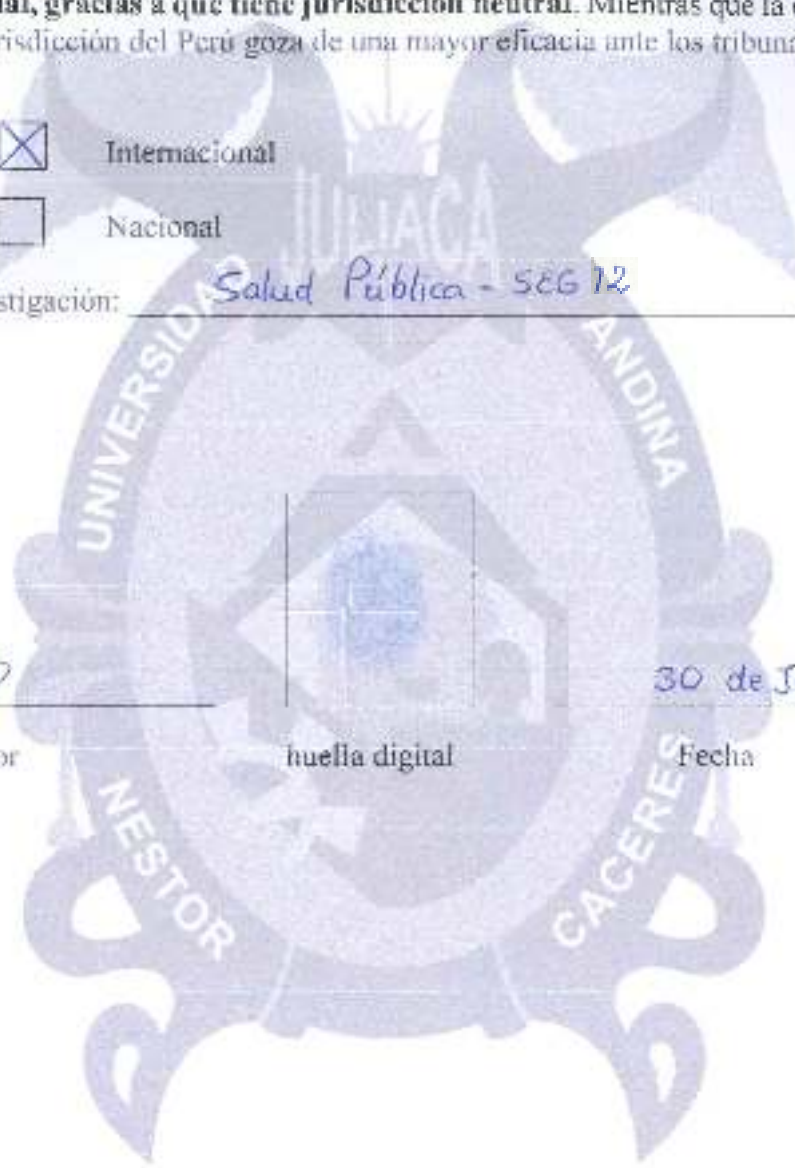 al, gracias a que tiene jurisdicción neutral. Mientras que la
risdicción del Perú goza de una mayor eficacia ante los tribuna
Internacional
Nacional
JULIACA
stigación: Salud Pública - SEG 12
UNIVERSIDAD ANDINA
30 de J
or huella digital Fecha
NESTOR CACERES